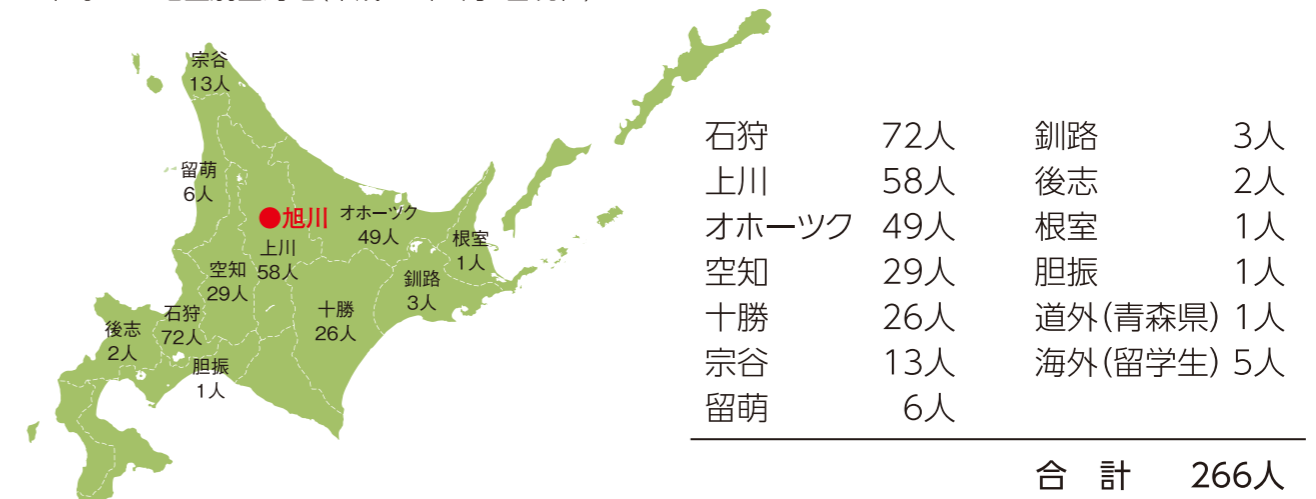 宗谷
13人
留萌
6人
●旭川
オホーツク
49人
上川
58人
根室
1人
空知
29人
釧路
3人
十勝
26人
石狩
72人
後志
2人
胆振
1人
石狩 72人
上川 58人
オホーツク 49人
空知 29人
十勝 26人
宗谷 13人
留萌 6人
釧路 3人
後志 2人
根室 1人
胆振 1人
道外(青森県) 1人
海外(留学生) 5人
合 計 266人